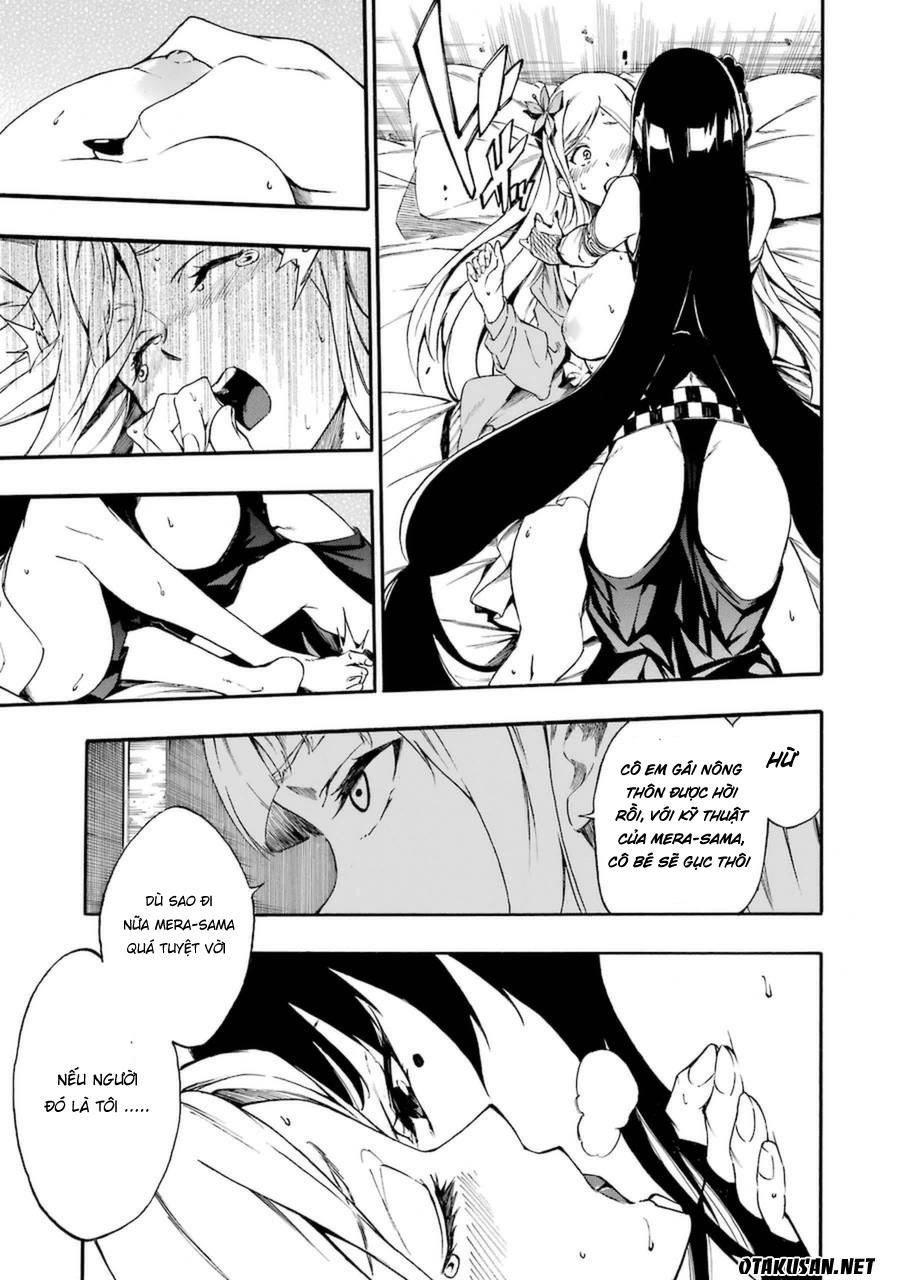 HỪ
CÔ EM GÁI NÔNG
THÔN ĐƯỢC HỜI
RỒI, VỚI KỸ THUẬT
CỦA MERA-SAMA,
CÔ BÉ SẼ GỤC THÔI
DÙ SAO ĐI
NỮA MERA-SAMA
QUÁ TUYỆT VỜI
NẾU NGƯỜI
ĐÓ LÀ TÔI .....
OTAKUSAN.NET